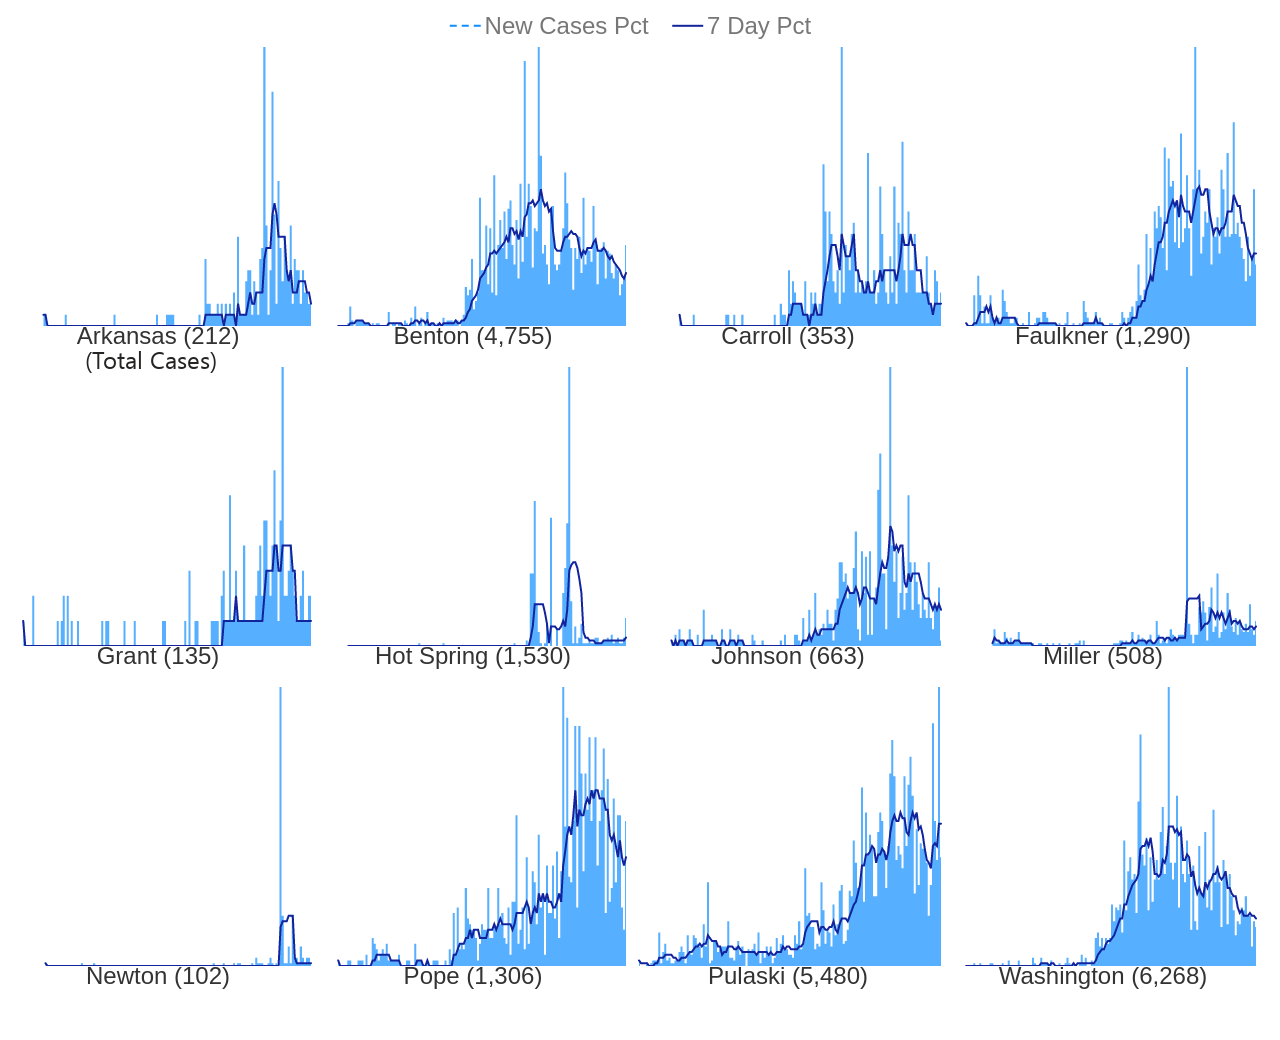 New Cases Pct 7 Day Pct
Arkansas (212) Benton (4,755) Carroll (353) Faulkner (1,290)
(Total Cases)
Grant (135) Hot Spring (1,530) Johnson (663) Miller (508)
Newton (102) Pope (1,306) Pulaski (5,480) Washington (6,268)